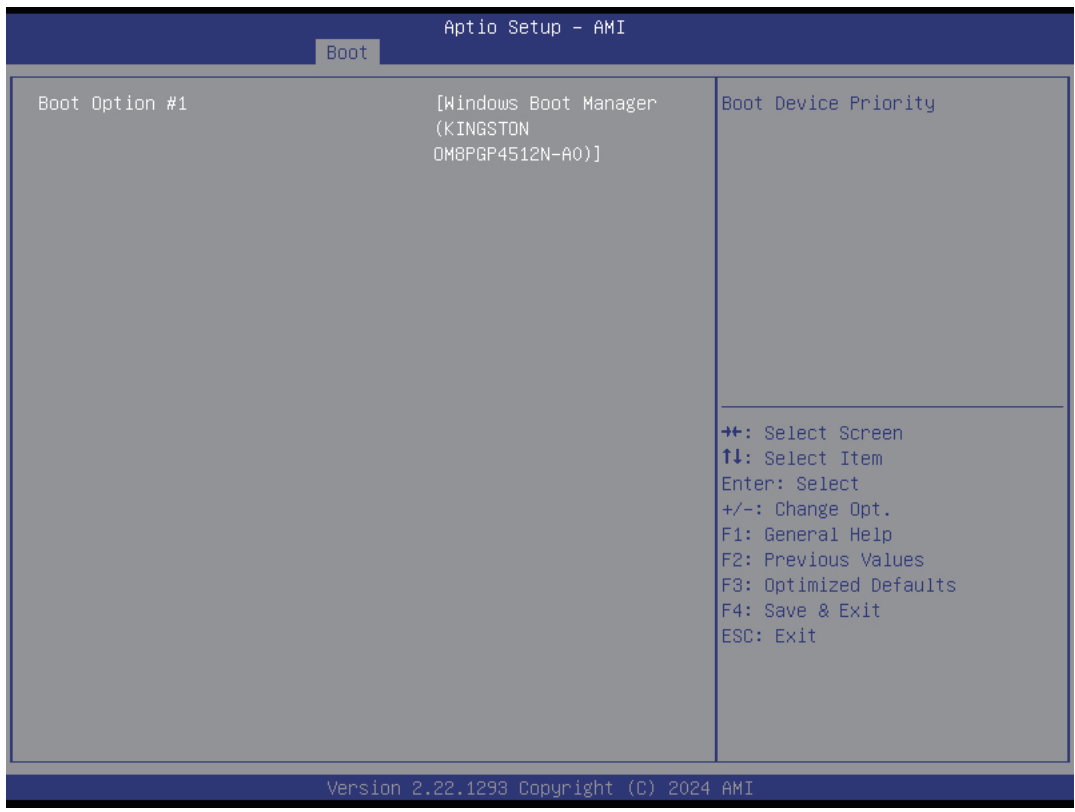 Aptio Setup – AMI
Boot
Boot Option #1
[Windows Boot Manager
(KINGSTON
OM8PGP4512N-A0)]
Boot Device Priority
→←: Select Screen
↑↓: Select Item
Enter: Select
+/-: Change Opt.
F1: General Help
F2: Previous Values
F3: Optimized Defaults
F4: Save & Exit
ESC: Exit
Version 2.22.1293 Copyright (C) 2024 AMI